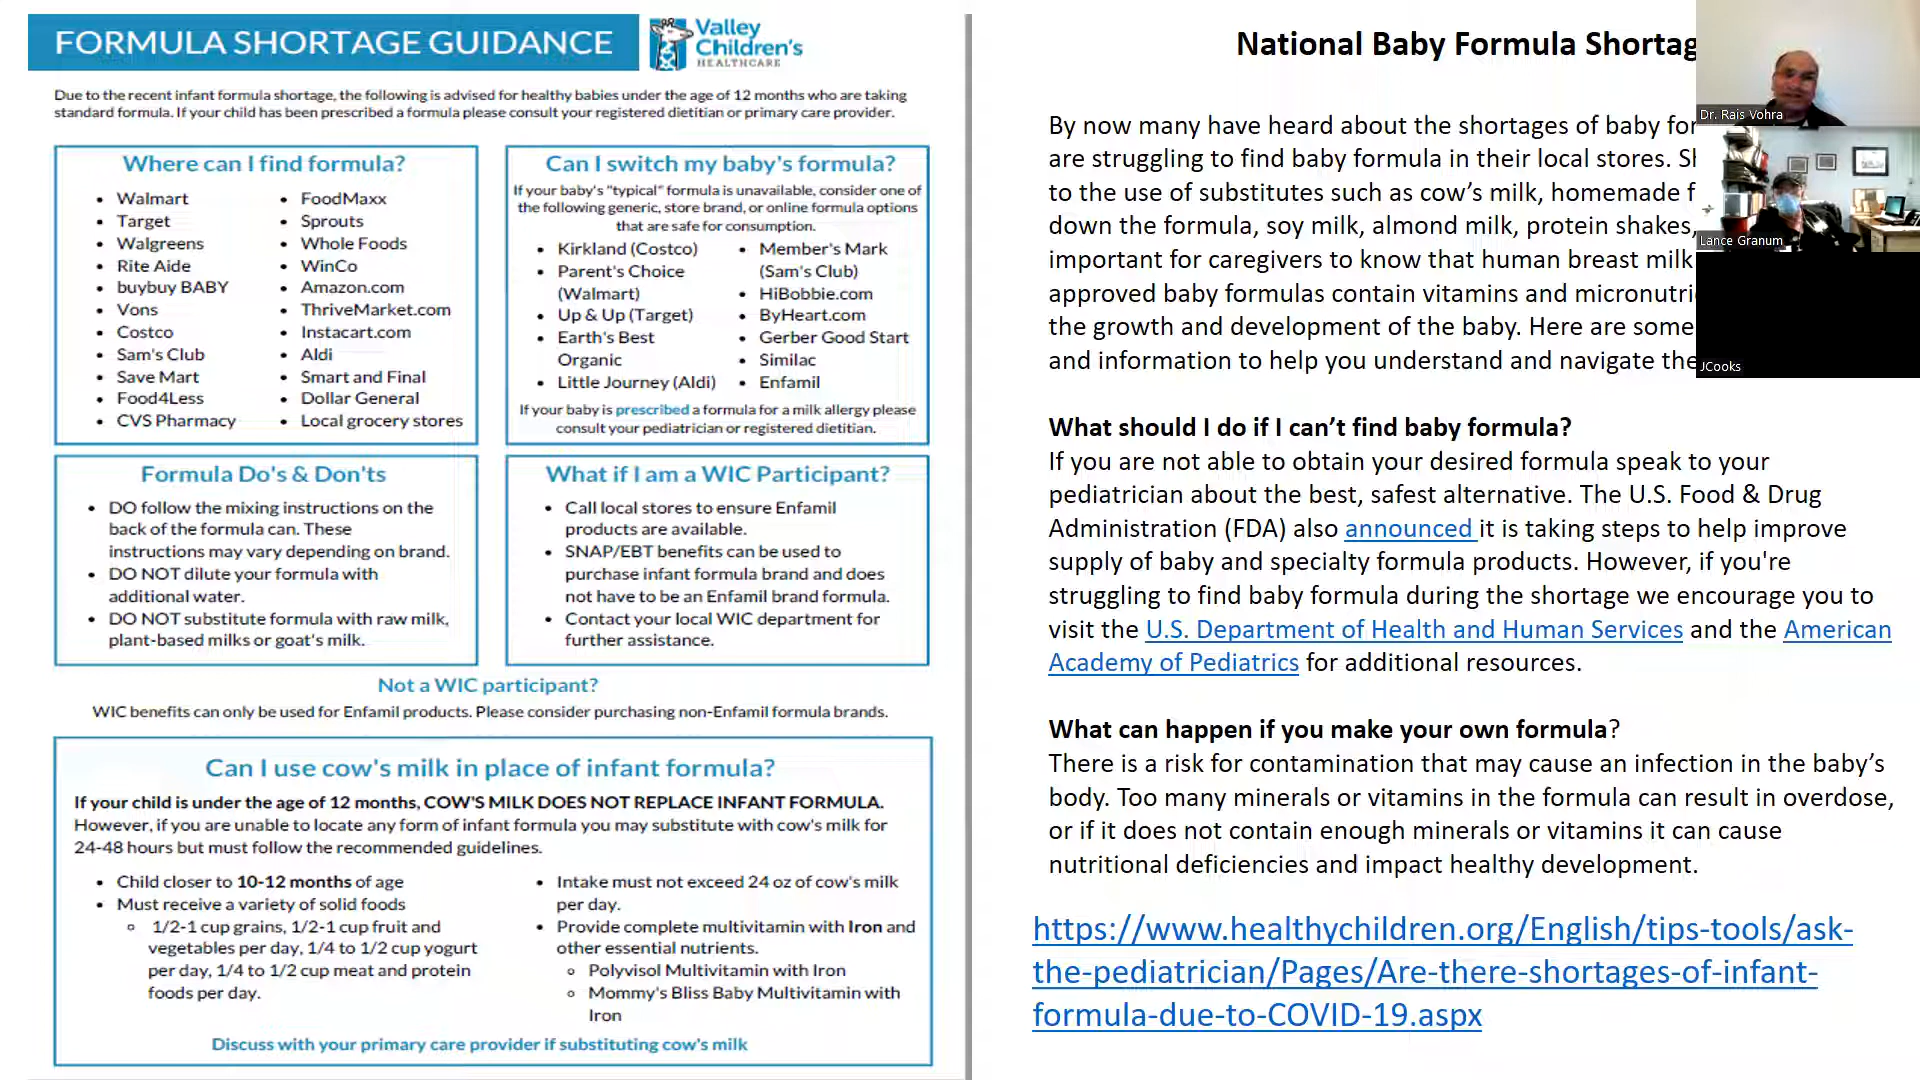 FORMULA SHORTAGE GUIDANCE
Valley
Children's
HEALTHCARE
Due to the recent infant formula shortage, the following is advised for healthy babies under the age of 12 months who are taking
standard formula. If your child has been prescribed a formula please consult your registered dietitian or primary care provider.
Where can I find formula?
• Walmart
• Target
• Walgreens
• Rite Aide
• buybuy BABY
• Vons
• Costco
• Sam's Club
• Save Mart
• Food4Less
• CVS Pharmacy
• FoodMaxx
• Sprouts
• Whole Foods
• WinCo
• Amazon.com
• ThriveMarket.com
• Instacart.com
• Aldi
• Smart and Final
• Dollar General
• Local grocery stores
Can I switch my baby's formula?
If your baby's "typical" formula is unavailable, consider one of
the following generic, store brand, or online formula options
that are safe for consumption.
• Kirkland (Costco)
• Parent's Choice
(Walmart)
• Up & Up (Target)
• Earth's Best
Organic
• Little Journey (Aldi)
• Member's Mark
(Sam's Club)
• HiBobbie.com
• ByHeart.com
• Gerber Good Start
• Similac
• Enfamil
If your baby is prescribed a formula for a milk allergy please
consult your pediatrician or registered dietitian.
Formula Do's & Don'ts
• DO follow the mixing instructions on the
back of the formula can. These
instructions may vary depending on brand.
• DO NOT dilute your formula with
additional water.
• DO NOT substitute formula with raw milk,
plant-based milks or goat's milk.
What if I am a WIC Participant?
• Call local stores to ensure Enfamil
products are available.
• SNAP/EBT benefits can be used to
purchase infant formula brand and does
not have to be an Enfamil brand formula.
• Contact your local WIC department for
further assistance.
Not a WIC participant?
WIC benefits can only be used for Enfamil products. Please consider purchasing non-Enfamil formula brands.
Can I use cow's milk in place of infant formula?
If your child is under the age of 12 months, COW'S MILK DOES NOT REPLACE INFANT FORMULA.
However, if you are unable to locate any form of infant formula you may substitute with cow's milk for
24-48 hours but must follow the recommended guidelines.
• Child closer to 10-12 months of age
• Must receive a variety of solid foods
◦ 1/2-1 cup grains, 1/2-1 cup fruit and
vegetables per day, 1/4 to 1/2 cup yogurt
per day, 1/4 to 1/2 cup meat and protein
foods per day.
• Intake must not exceed 24 oz of cow's milk
per day.
• Provide complete multivitamin with Iron and
other essential nutrients.
◦ Polyvisol Multivitamin with Iron
◦ Mommy's Bliss Baby Multivitamin with
Iron
Discuss with your primary care provider if substituting cow's milk
National Baby Formula Shortag
By now many have heard about the shortages of baby for
are struggling to find baby formula in their local stores. Sh
to the use of substitutes such as cow’s milk, homemade f
down the formula, soy milk, almond milk, protein shakes,
important for caregivers to know that human breast milk
approved baby formulas contain vitamins and micronutri
the growth and development of the baby. Here are some
and information to help you understand and navigate the
What should I do if I can’t find baby formula?
If you are not able to obtain your desired formula speak to your
pediatrician about the best, safest alternative. The U.S. Food & Drug
Administration (FDA) also announced it is taking steps to help improve
supply of baby and specialty formula products. However, if you're
struggling to find baby formula during the shortage we encourage you to
visit the U.S. Department of Health and Human Services and the American
Academy of Pediatrics for additional resources.
What can happen if you make your own formula?
There is a risk for contamination that may cause an infection in the baby’s
body. Too many minerals or vitamins in the formula can result in overdose,
or if it does not contain enough minerals or vitamins it can cause
nutritional deficiencies and impact healthy development.
https://www.healthychildren.org/English/tips-tools/ask-
the-pediatrician/Pages/Are-there-shortages-of-infant-
formula-due-to-COVID-19.aspx
Dr. Rais Vohra
Lance Granum
JCooks